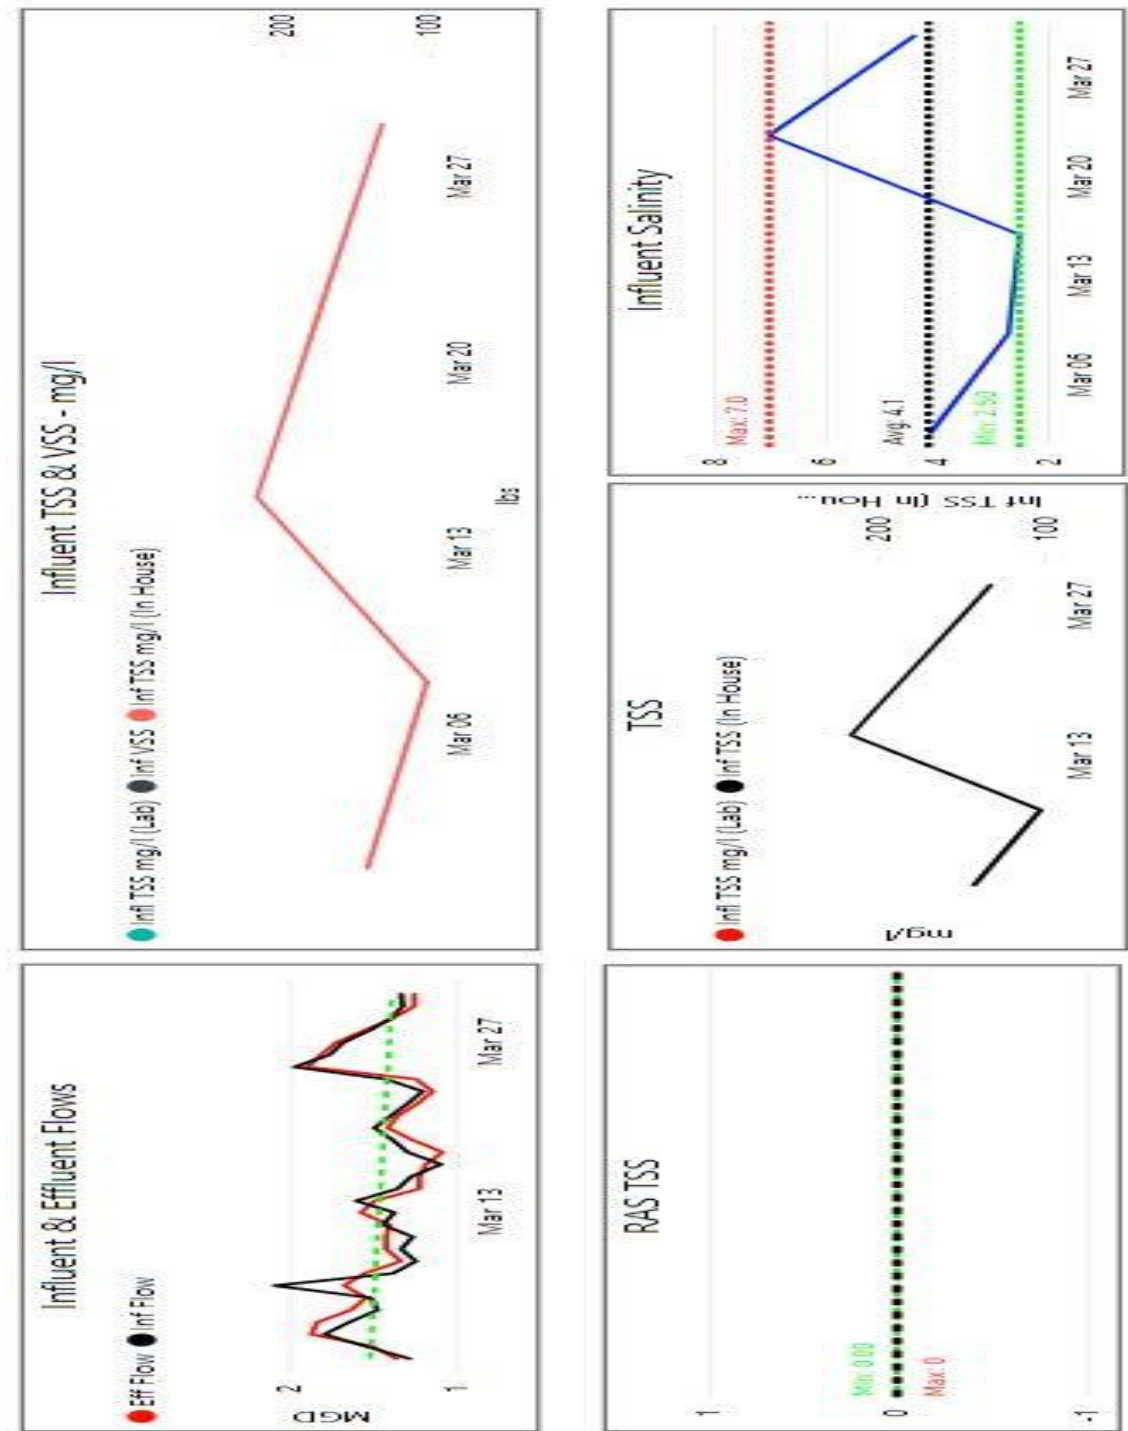 Influent & Effluent Flows
Eff Flow Inf Flow
2
1
MGD
Mar 13
Mar 27
Influent TSS & VSS - mg/l
Infl TSS mg/l (Lab) Inf VSS Inf TSS mg/l (In House)
200
100
Mar 06
Mar 13
Mar 20
Mar 27
lbs
RAS TSS
1
0
-1
Min: 0.00
Max: 0
TSS
Infl TSS mg/l (Lab) Inf TSS (In House)
mg/l
200
100
Inf TSS (In Hou...
Mar 13
Mar 27
Influent Salinity
8
6
4
2
Max: 7.0
Avg: 4.1
Min: 2.50
Mar 06
Mar 13
Mar 20
Mar 27